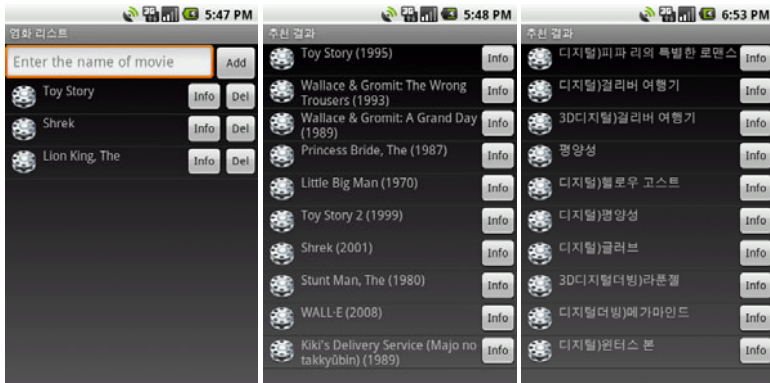 5:47 PM
영화 리스트
Enter the name of movie
Add
Toy Story
Info
Del
Shrek
Info
Del
Lion King, The
Info
Del
5:48 PM
추천 결과
Toy Story (1995)
Info
Wallace & Gromit: The Wrong
Trousers (1993)
Info
Wallace & Gromit: A Grand Day
(1989)
Info
Princess Bride, The (1987)
Info
Little Big Man (1970)
Info
Toy Story 2 (1999)
Info
Shrek (2001)
Info
Stunt Man, The (1980)
Info
WALL·E (2008)
Info
Kiki's Delivery Service (Majo no
takkyûbin) (1989)
Info
6:53 PM
추천 결과
디지털)피파 리의 특별한 로맨스
Info
디지털)걸리버 여행기
Info
3D디지털)걸리버 여행기
Info
평양성
Info
디지털)헬로우 고스트
Info
디지털)평양성
Info
디지털)글러브
Info
3D디지털더빙)라푼젤
Info
디지털더빙)메가마인드
Info
디지털)윈터스 본
Info